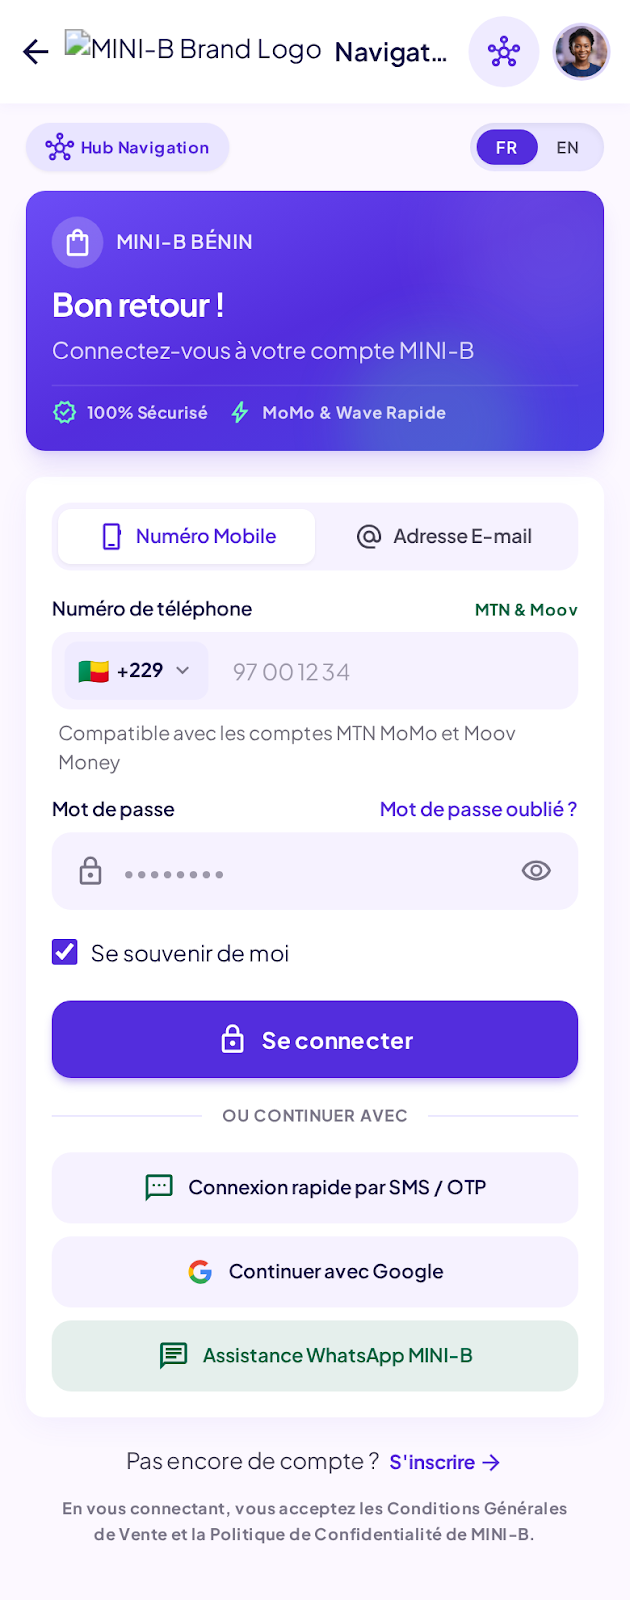 MINI-B Brand Logo Navigat...
Hub Navigation
FR EN
MINI-B BÉNIN
Bon retour !
Connectez-vous à votre compte MINI-B
100% Sécurisé MoMo & Wave Rapide
Numéro Mobile Adresse E-mail
Numéro de téléphone MTN & Moov
+229 97 00 12 34
Compatible avec les comptes MTN MoMo et Moov
Money
Mot de passe Mot de passe oublié ?
••••••••
Se souvenir de moi
Se connecter
OU CONTINUER AVEC
Connexion rapide par SMS / OTP
Continuer avec Google
Assistance WhatsApp MINI-B
Pas encore de compte ? S'inscrire →
En vous connectant, vous acceptez les Conditions Générales
de Vente et la Politique de Confidentialité de MINI-B.